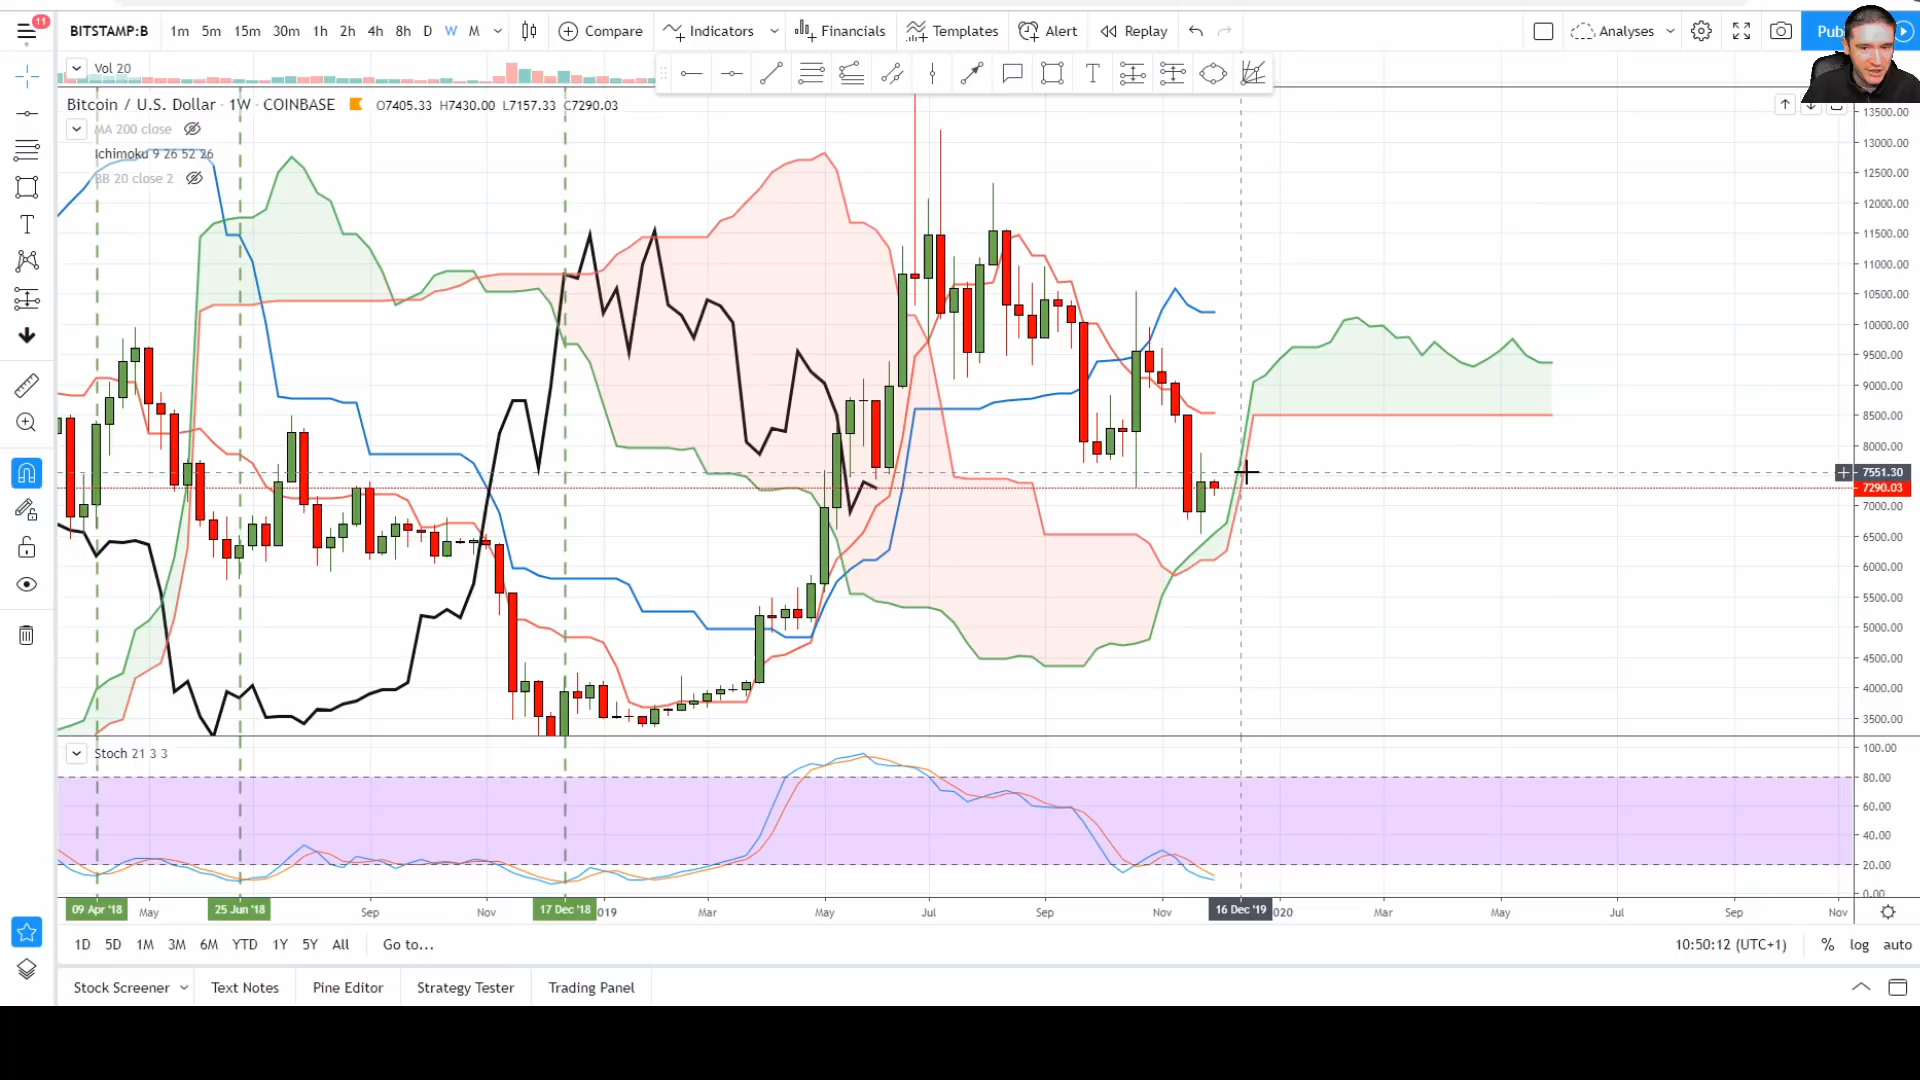 11
BITSTAMP:B 1m 5m 15m 30m 1h 2h 4h 8h D W M Compare Indicators Financials Templates Alert Replay Analyses Pub
Vol 20
Bitcoin / U.S. Dollar · 1W · COINBASE O7405.33 H7430.00 L7157.33 C7290.03
MA 200 close
Ichimoku 9 26 52 26
BB 20 close 2
13500.00
13000.00
12500.00
12000.00
11500.00
11000.00
10500.00
10000.00
9500.00
9000.00
8500.00
8000.00
7551.30
7290.03
7000.00
6500.00
6000.00
5500.00
5000.00
4500.00
4000.00
3500.00
Stoch 21 3 3
100.00
80.00
60.00
40.00
20.00
0.00
09 Apr '18 May 25 Jun '18 Sep Nov 17 Dec '18 019 Mar May Jul Sep Nov 16 Dec '19 020 Mar May Jul Sep Nov
1D 5D 1M 3M 6M YTD 1Y 5Y All Go to... 10:50:12 (UTC+1) % log auto
Stock Screener Text Notes Pine Editor Strategy Tester Trading Panel